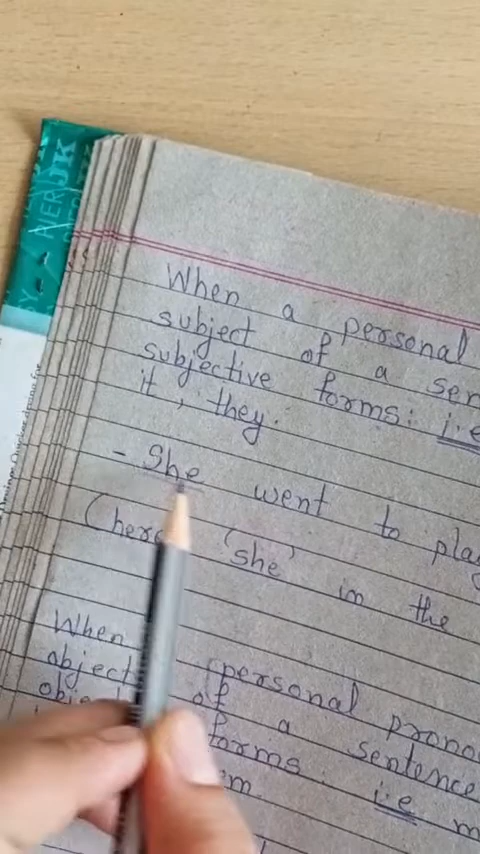 When a personal
subject of a sen
subjective forms: i.e
it, they.
- She went to play
(here 'she' in the
When personal prono
object of a sentence
forms: i.e m